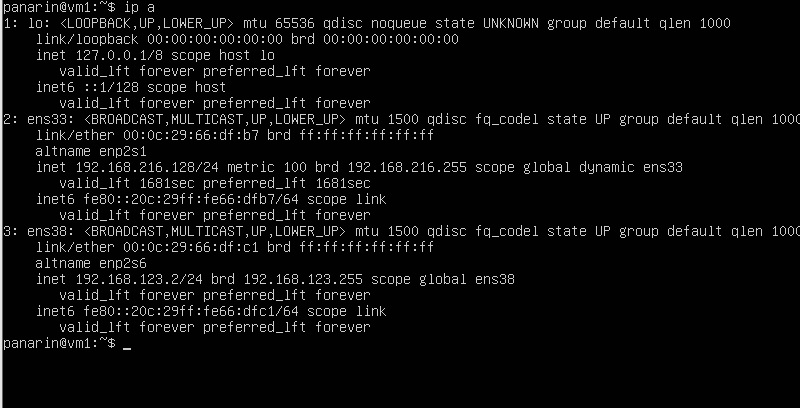 panarin@vm1:~$ ip a
1: lo: <LOOPBACK,UP,LOWER_UP> mtu 65536 qdisc noqueue state UNKNOWN group default qlen 1000
link/loopback 00:00:00:00:00:00 brd 00:00:00:00:00:00
inet 127.0.0.1/8 scope host lo
valid_lft forever preferred_lft forever
inet6 ::1/128 scope host
valid_lft forever preferred_lft forever
2: ens33: <BROADCAST,MULTICAST,UP,LOWER_UP> mtu 1500 qdisc fq_codel state UP group default qlen 1000
link/ether 00:0c:29:66:df:b7 brd ff:ff:ff:ff:ff:ff
altname enp2s1
inet 192.168.216.128/24 metric 100 brd 192.168.216.255 scope global dynamic ens33
valid_lft 1681sec preferred_lft 1681sec
inet6 fe80::20c:29ff:fe66:dfb7/64 scope link
valid_lft forever preferred_lft forever
3: ens38: <BROADCAST,MULTICAST,UP,LOWER_UP> mtu 1500 qdisc fq_codel state UP group default qlen 1000
link/ether 00:0c:29:66:df:c1 brd ff:ff:ff:ff:ff:ff
altname enp2s6
inet 192.168.123.2/24 brd 192.168.123.255 scope global ens38
valid_lft forever preferred_lft forever
inet6 fe80::20c:29ff:fe66:dfc1/64 scope link
valid_lft forever preferred_lft forever
panarin@vm1:~$ _